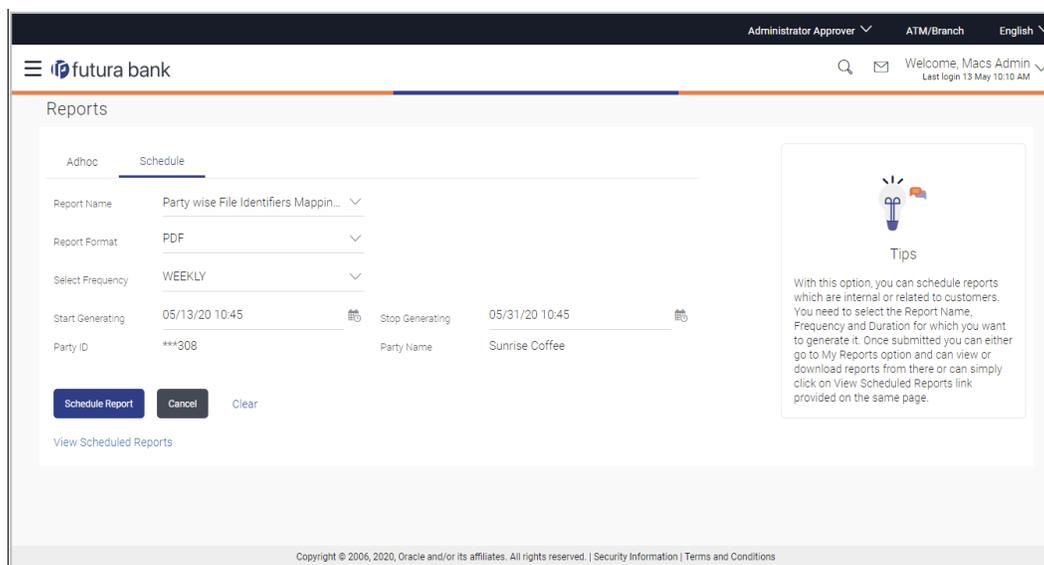 Administrator Approver ATM/Branch English
futura bank
Welcome, Macs Admin
Last login 13 May 10:10 AM
Reports
Adhoc Schedule
Report Name Party wise File Identifiers Mappin...
Report Format PDF
Select Frequency WEEKLY
Start Generating 05/13/20 10:45 Stop Generating 05/31/20 10:45
Party ID ***308 Party Name Sunrise Coffee
Schedule Report Cancel Clear
View Scheduled Reports
Tips
With this option, you can schedule reports
which are internal or related to customers.
You need to select the Report Name,
Frequency and Duration for which you want
to generate it. Once submitted you can either
go to My Reports option and can view or
download reports from there or can simply
click on View Scheduled Reports link
provided on the same page.
Copyright © 2006, 2020, Oracle and/or its affiliates. All rights reserved. | Security Information | Terms and Conditions